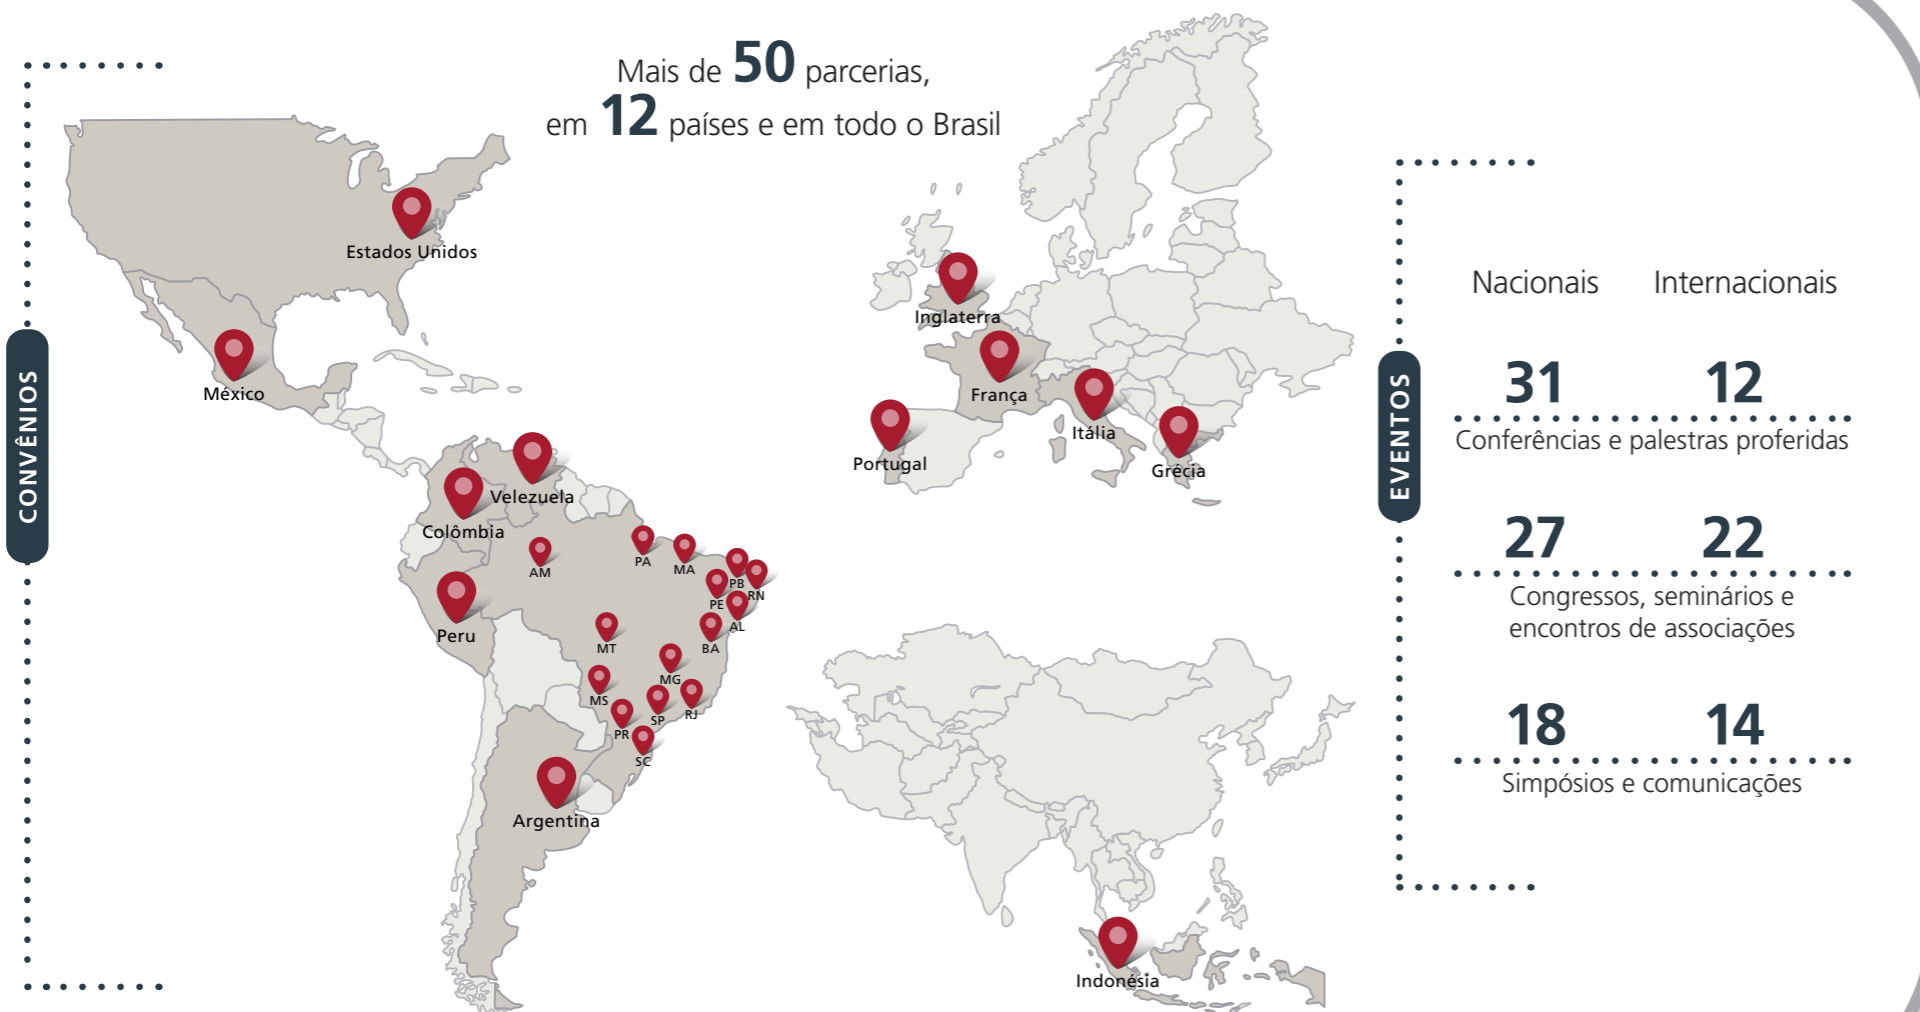 Mais de 50 parcerias,
em 12 países e em todo o Brasil
CONVÊNIOS
Estados Unidos
México
Velezuela
Colômbia
Peru
Argentina
AM
PA
MA
PB
RN
PE
AL
BA
MT
MG
MS
SP
RJ
PR
SC
Inglaterra
França
Itália
Portugal
Grécia
Indonésia
EVENTOS
Nacionais Internacionais
31 12
Conferências e palestras proferidas
27 22
Congressos, seminários e
encontros de associações
18 14
Simpósios e comunicações